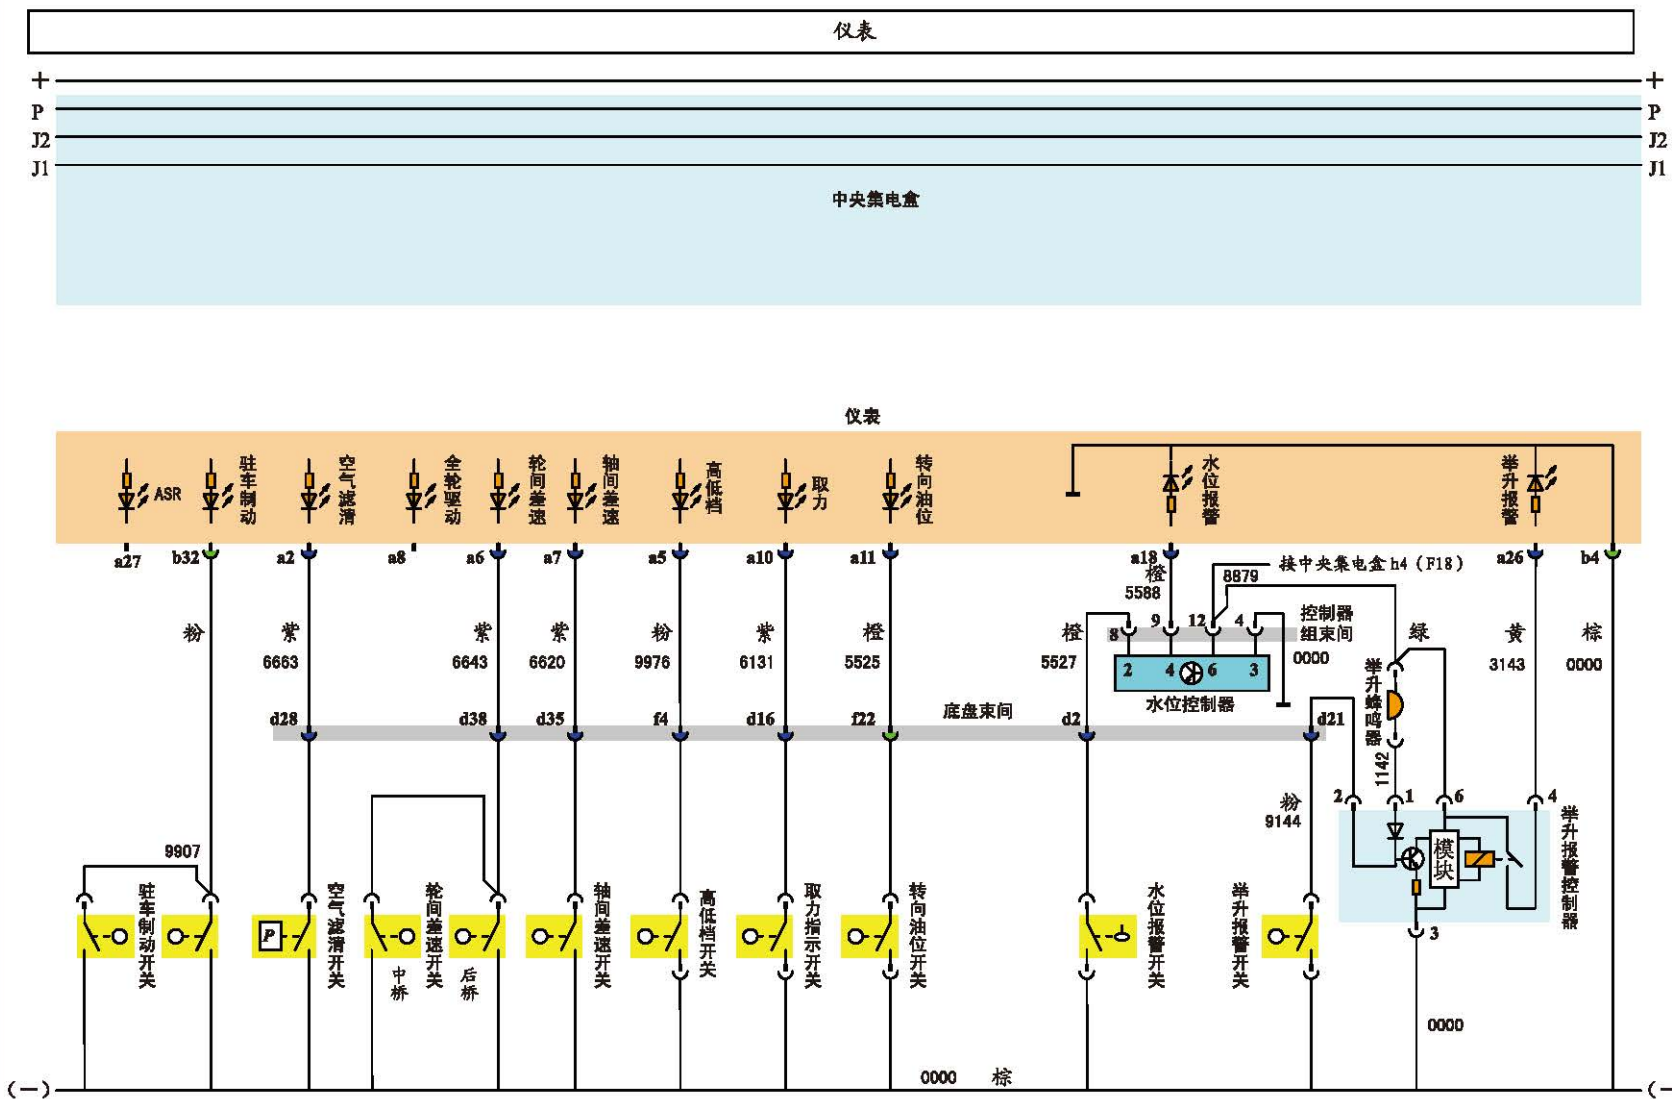 仪表
+ +
P P
J2 J2
J1 J1
中央集电盒
仪表
ASR
驻车制动
空气滤清
全轮驱动
轮间差速
轴间差速
高低档
取力
转向油位
水位报警
举升报警
a27 b32 a2 a8 a6 a7 a5 a10 a11 a18 a26 b4
接中央集电盒 h4 (F18)
橙
5588
8879
粉 紫 紫 紫 粉 紫 橙 橙 绿 黄 棕
6663 6643 6620 9976 6131 5525 5527 3143 0000
8 9 12 4
控制器
组束间
0000
2 4 6 3
水位控制器
举升蜂鸣器
1142
d28 d38 d35 f4 d16 f22 底盘束间 d2 d21
2 1 6 4
粉
9144
模块
举升报警控制器
3
9907
驻车制动开关
P
空气滤清开关
轮间差速开关
中桥
后桥
轴间差速开关
高低档开关
取力指示开关
转向油位开关
水位报警开关
举升报警开关
0000
0000 棕
(—) (—